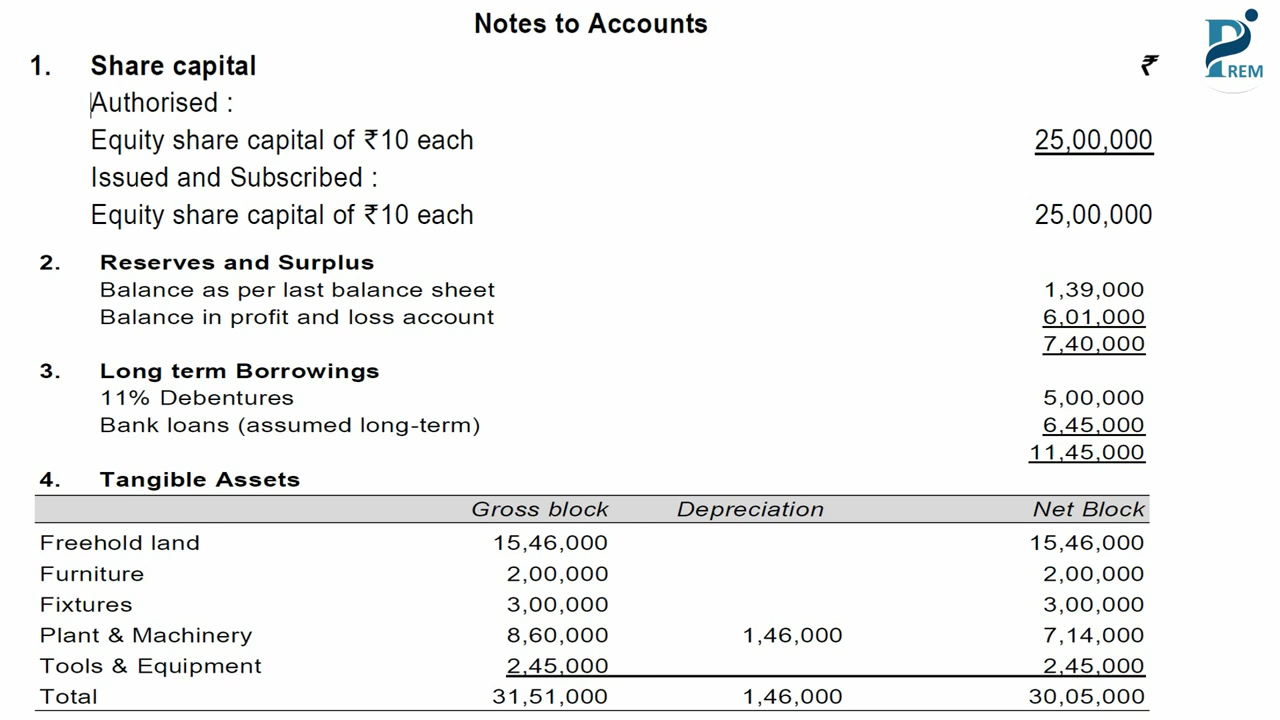 Notes to Accounts
PREM
1. Share capital ₹
Authorised :
Equity share capital of ₹10 each 25,00,000
Issued and Subscribed :
Equity share capital of ₹10 each 25,00,000
2. Reserves and Surplus
Balance as per last balance sheet 1,39,000
Balance in profit and loss account 6,01,000
7,40,000
3. Long term Borrowings
11% Debentures 5,00,000
Bank loans (assumed long-term) 6,45,000
11,45,000
4. Tangible Assets
Gross block Depreciation Net Block
Freehold land 15,46,000 15,46,000
Furniture 2,00,000 2,00,000
Fixtures 3,00,000 3,00,000
Plant & Machinery 8,60,000 1,46,000 7,14,000
Tools & Equipment 2,45,000 2,45,000
Total 31,51,000 1,46,000 30,05,000